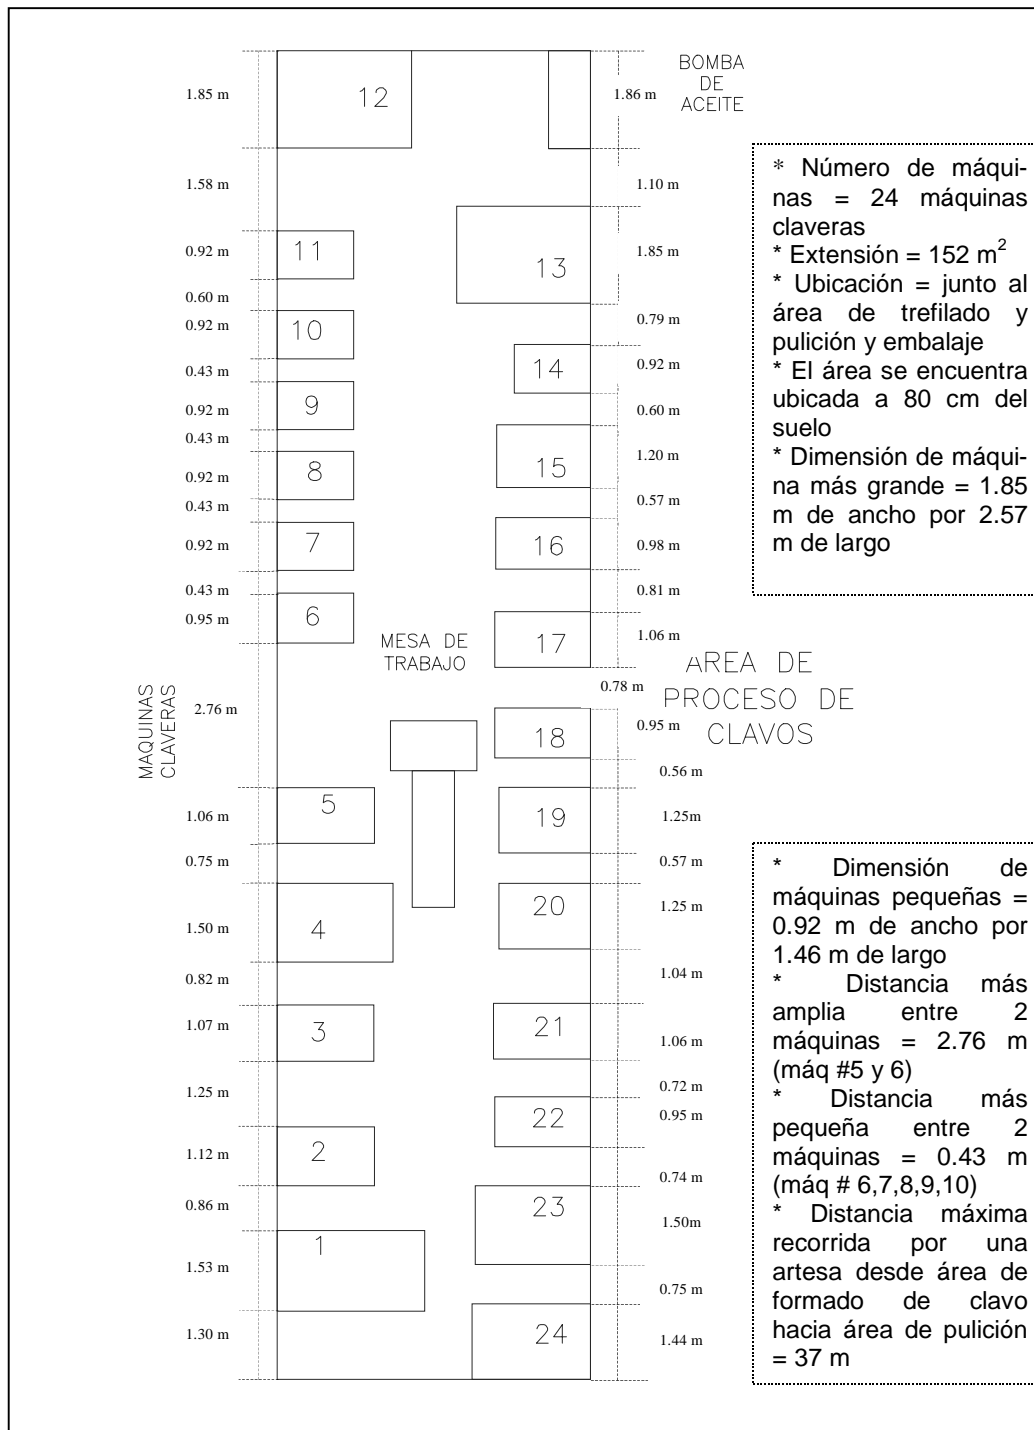 BOMBA
DE
ACEITE
1.85 m
12
1.86 m
1.58 m
1.10 m
0.92 m
11
13
1.85 m
0.60 m
0.92 m
10
0.79 m
0.43 m
14
0.92 m
0.92 m
9
0.60 m
0.43 m
0.92 m
8
15
1.20 m
0.43 m
0.57 m
0.92 m
7
16
0.98 m
0.43 m
0.81 m
0.95 m
6
17
1.06 m
MESA DE
TRABAJO
0.78 m
AREA DE
PROCESO DE
CLAVOS
MAQUINAS
CLAVERAS
2.76 m
18
0.95 m
0.56 m
1.06 m
5
19
1.25m
0.75 m
0.57 m
1.50 m
4
20
1.25 m
0.82 m
1.04 m
1.07 m
3
21
1.06 m
1.25 m
0.72 m
22
0.95 m
1.12 m
2
0.74 m
0.86 m
23
1.50m
1.53 m
1
0.75 m
1.30 m
24
1.44 m
* Número de máqui-
nas = 24 máquinas
claveras
* Extensión = 152 m²
* Ubicación = junto al
área de trefilado y
pulición y embalaje
* El área se encuentra
ubicada a 80 cm del
suelo
* Dimensión de máqui-
na más grande = 1.85
m de ancho por 2.57
m de largo
* Dimensión de
máquinas pequeñas =
0.92 m de ancho por
1.46 m de largo
* Distancia más
amplia entre 2
máquinas = 2.76 m
(máq #5 y 6)
* Distancia más
pequeña entre 2
máquinas = 0.43 m
(máq # 6,7,8,9,10)
* Distancia máxima
recorrida por una
artesa desde área de
formado de clavo
hacia área de pulición
= 37 m